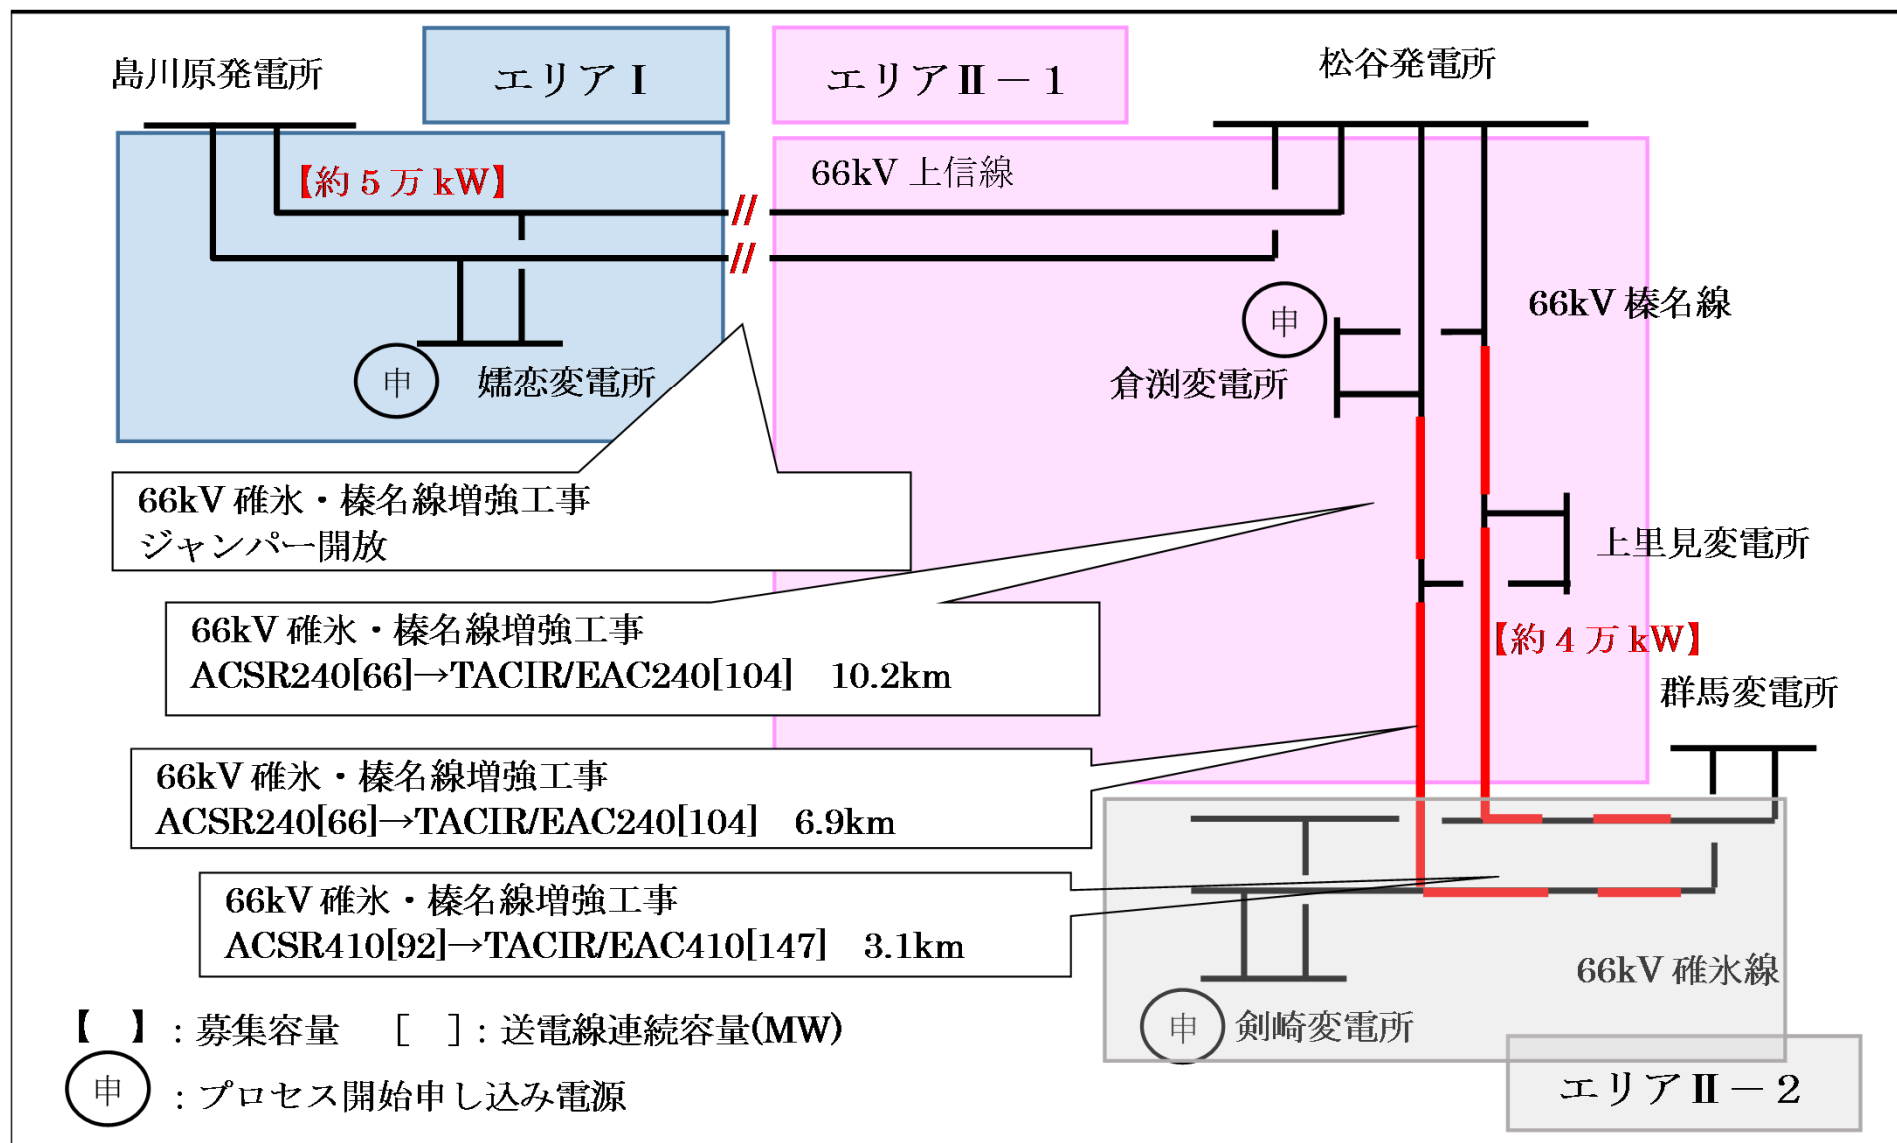 島川原発電所
エリアⅠ
エリアⅡ－1
松谷発電所
【約 5 万 kW】
66kV 上信線
66kV 榛名線
申
倉渕変電所
申
嬬恋変電所
66kV 碓氷・榛名線増強工事
ジャンパー開放
上里見変電所
66kV 碓氷・榛名線増強工事
ACSR240[66]→TACIR/EAC240[104] 10.2km
【約 4 万 kW】
群馬変電所
66kV 碓氷・榛名線増強工事
ACSR240[66]→TACIR/EAC240[104] 6.9km
66kV 碓氷・榛名線増強工事
ACSR410[92]→TACIR/EAC410[147] 3.1km
66kV 碓氷線
申
剣崎変電所
【 】：募集容量 [ ]：送電線連続容量(MW)
申：プロセス開始申し込み電源
エリアⅡ－2